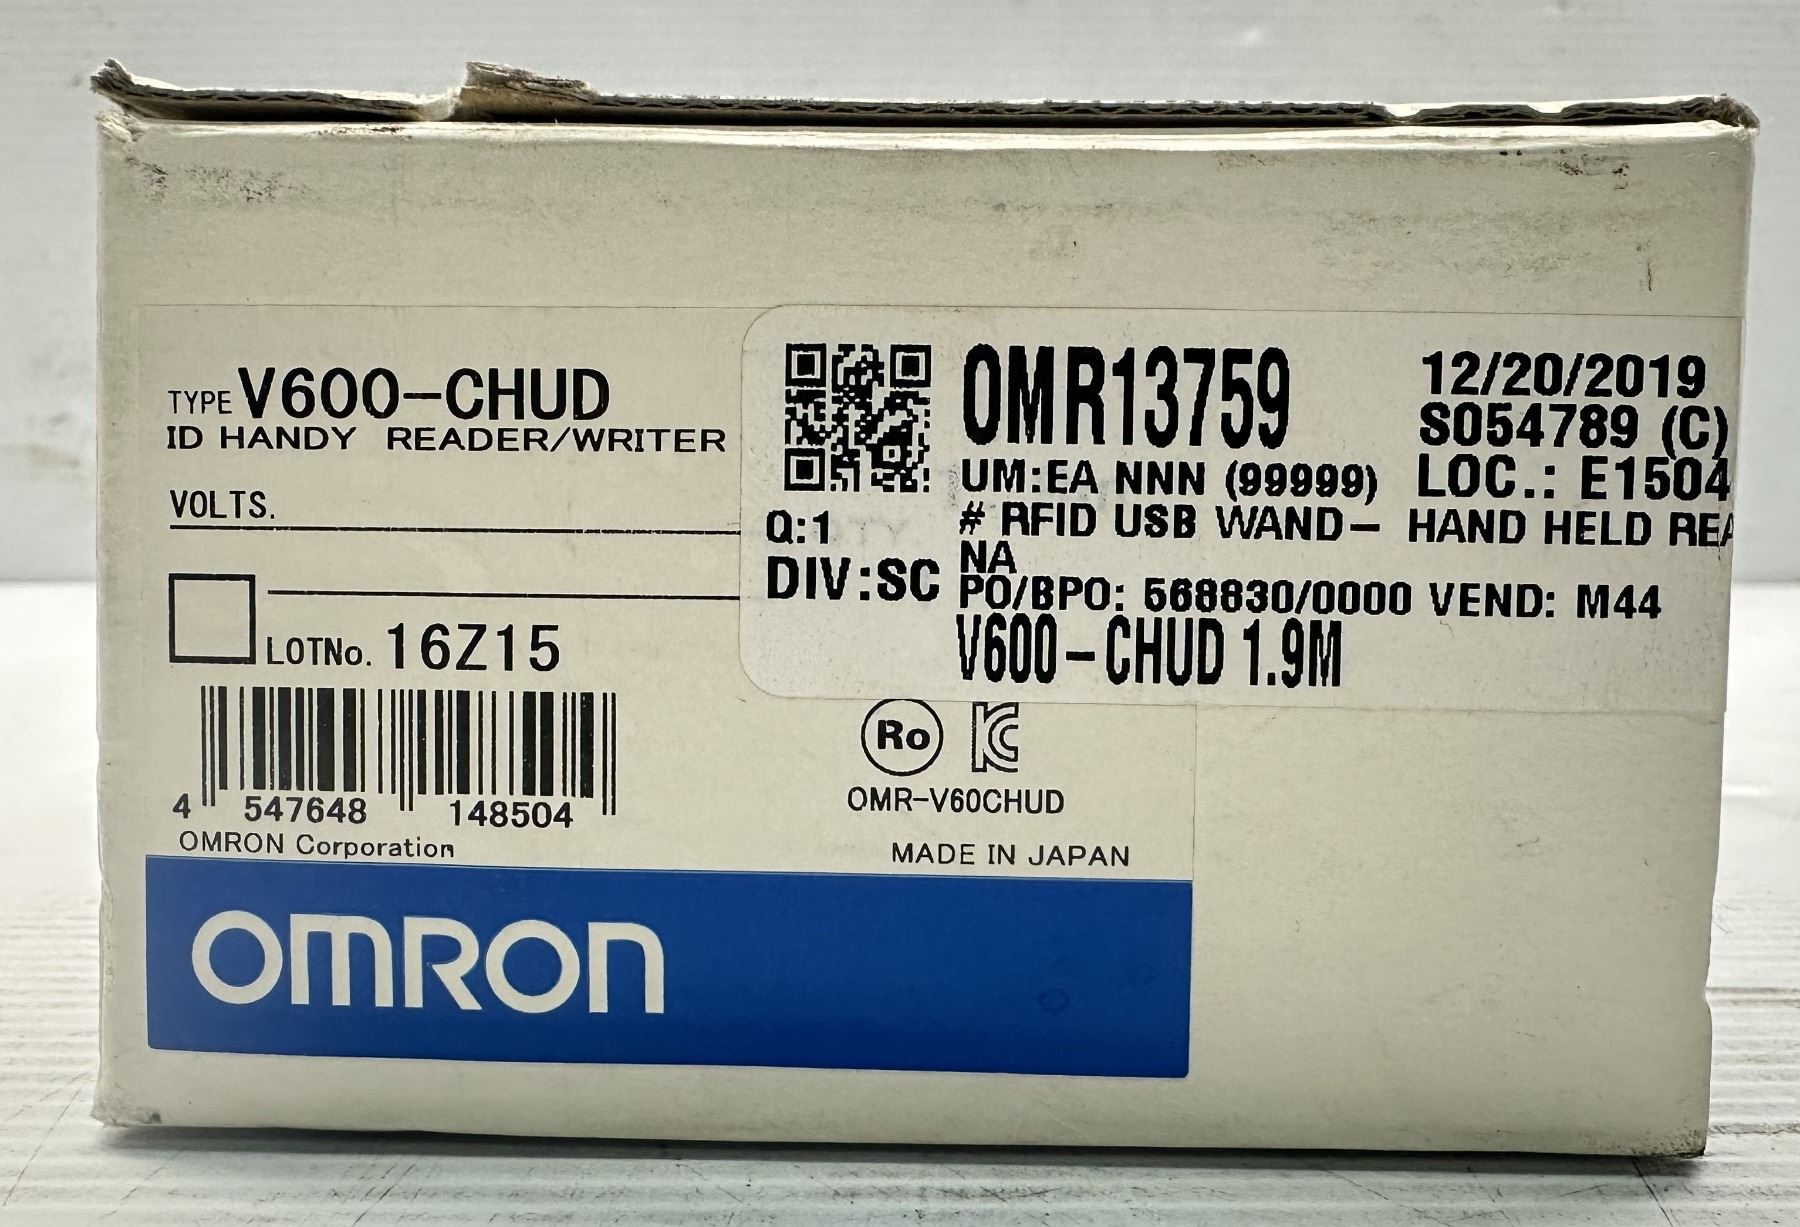 TYPE V600-CHUD
ID HANDY READER/WRITER
VOLTS.
LOTNo. 16Z15
4 547648 148504
OMRON Corporation
OMR13759
12/20/2019
S054789 (C)
UM:EA NNN (99999) LOC.: E1504
Q:1 # RFID USB WAND- HAND HELD REA
NA
DIV:SC PO/BPO: 568830/0000 VEND: M44
V600-CHUD 1.9M
Ro
OMR-V60CHUD
MADE IN JAPAN
OMRON